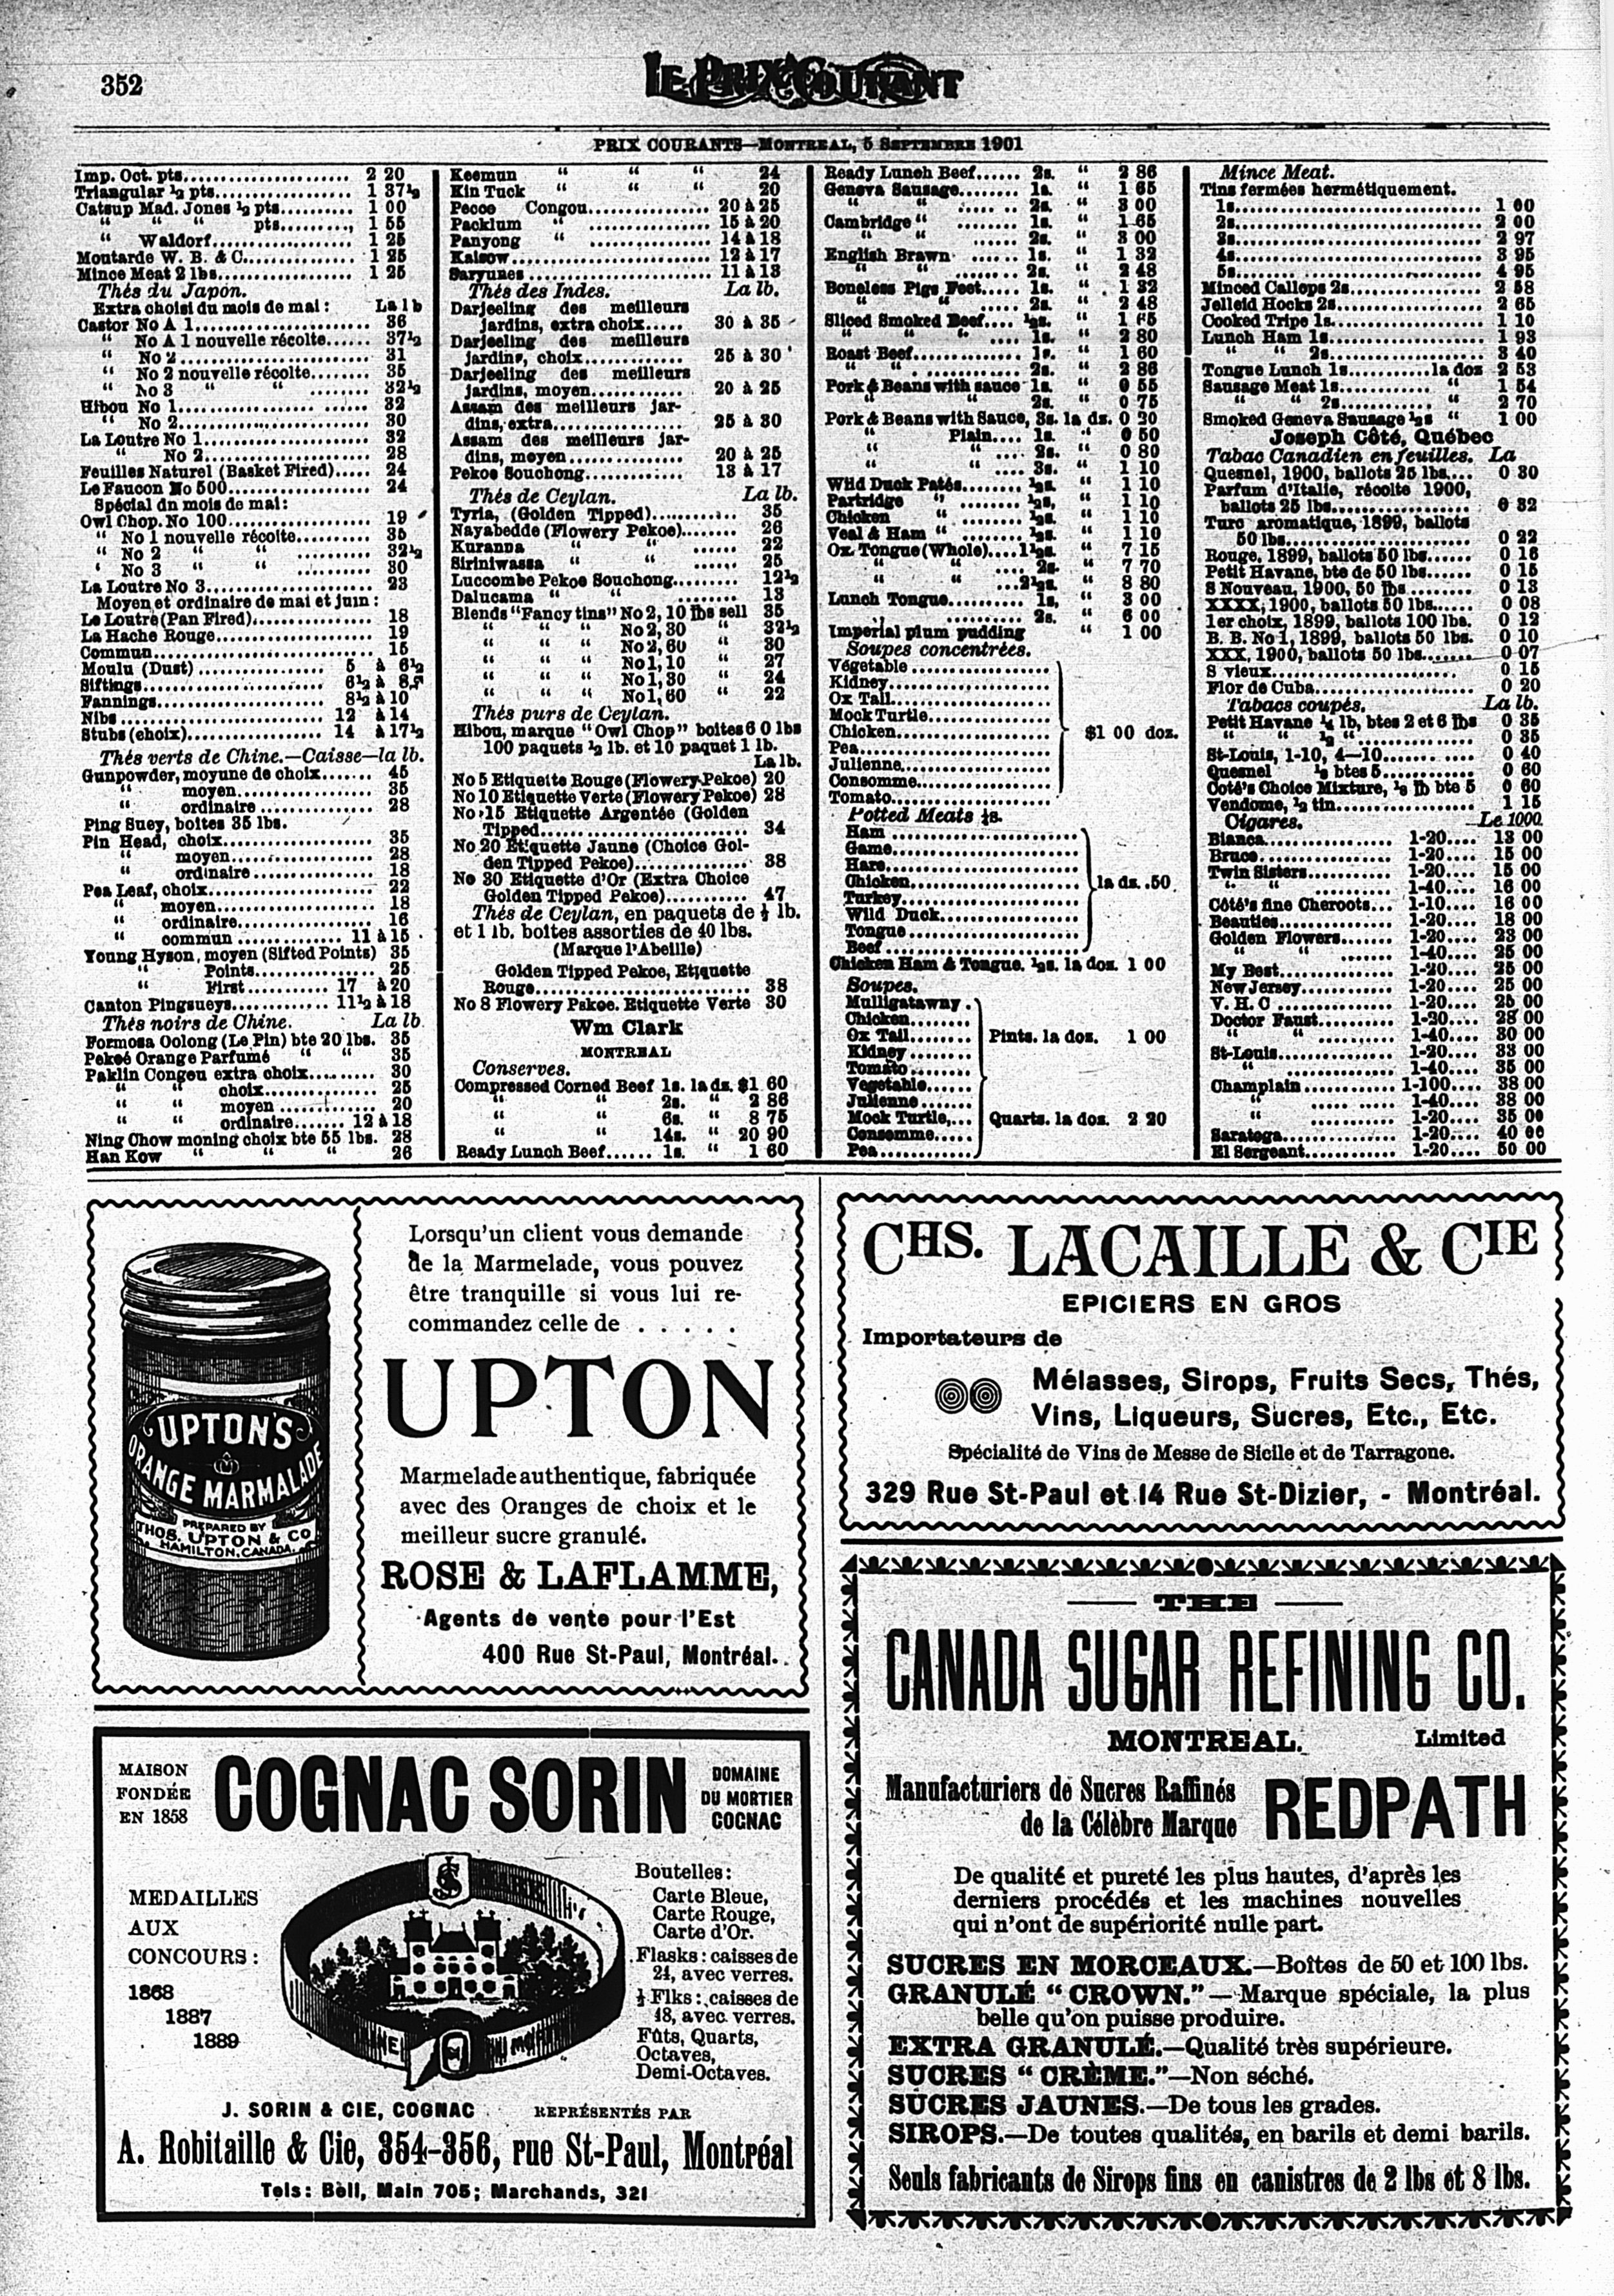 352
LE PRIX COURANT
PRIX COURANTS—MONTREAL, 5 SEPTEMBRE 1901
Imp. Oct. pts..................... 2 20
Triangular ½ pts............... 1 37½
Catsup Mad. Jones ½ pts.......... 1 00
“ “ “ pts.........., 1 55
“ Waldorf................... 1 25
Moutarde W. B. & C............... 1 25
Mince Meat 2 lbs.................. 1 25
Thés du Japon.
Extra choisi du mois de mai : La lb
Castor No A 1........................ 36
“ No A 1 nouvelle récolte...... 37½
“ No 2........................ 31
“ No 2 nouvelle récolte........ 35
“ No 3 “ “ ........ 32½
Hibou No 1........................ 32
“ No 2........................ 30
La Loutre No 1...................... 32
“ No 2...................... 28
Feuilles Naturel (Basket Fired)..... 24
Le Faucon No 500.................... 24
Spécial dn mois de mai:
Owl Chop. No 100.................... 19
“ No 1 nouvelle récolte.......... 35
“ No 2 “ “ .......... 32½
‘ No 3 “ “ .......... 30
La Loutre No 3...................... 23
Moyen et ordinaire de mai et juin :
Le Loutre (Pan Fired)............... 18
La Hache Rouge...................... 19
Commun.............................. 15
Moulu (Dust) .................. 5 à 6½
Siftings......................... 6½ à 8
Fannings......................... 8½ à 10
Nibs............................. 12 à 14
Stubs (choix).................... 14 à 17½
Thés verts de Chine.—Caisse—la lb.
Gunpowder, moyune de choix....... 45
“ moyen.................... 35
“ ordinaire ............... 28
Ping Suey, boites 35 lbs.
Pin Head, choix.................. 35
“ moyen..................... 28
“ ordinaire................. 18
Pea Leaf, choix.................. 22
“ moyen..................... 18
“ ordinaire................. 16
“ commun ............. 11 à 15
Young Hyson, moyen (Sifted Points) 35
“ Points................ 25
“ First........... 17 à 20
Canton Pingsueys............ 11½ à 18
Thés noirs de Chine. La lb
Formosa Oolong (Le Pin) bte 20 lbs. 35
Pekoé Orange Parfumé “ “ 35
Paklin Congou extra choix......... 30
“ “ choix............... 25
“ “ moyen ............. 20
“ “ ordinaire....... 12 à 18
Ning Chow moning choix bte 55 lbs. 28
Han Kow “ “ “ 26
Keemun “ “ “ 24
Kin Tuck “ “ “ 20
Pecoe Congou................. 20 à 25
Packlum “ ................. 15 à 20
Panyong “ ................. 14 à 18
Kaisow....................... 12 à 17
Saryunes..................... 11 à 13
Thés des Indes. La lb.
Darjeeling des meilleurs
jardins, extra choix..... 30 à 35
Darjeeling des meilleurs
jardins, choix........... 25 à 30
Darjeeling des meilleurs
jardins, moyen........... 20 à 25
Assam des meilleurs jar-
dins, extra.............. 25 à 30
Assam des meilleurs jar-
dins, moyen.............. 20 à 25
Pekoe Souchong............. 13 à 17
Thés de Ceylan. La lb.
Tyria, (Golden Tipped)........... 35
Nayabedde (Flowery Pekoe)........ 26
Kuranna “ “ ...... 22
Siriniwassa “ “ ...... 25
Luccombe Pekoe Souchong......... 12½
Dalucama “ “ ......... 13
Blends “Fancy tins” No 2, 10 lbs sell 35
“ “ “ No 2, 30 “ 32½
“ “ “ No 2, 60 “ 30
“ “ “ No 1, 10 “ 27
“ “ “ No 1, 30 “ 24
“ “ “ No 1, 60 “ 22
Thés purs de Ceylan.
Hibou, marque “Owl Chop” boites 6 0 lbs
100 paquets ½ lb. et 10 paquet 1 lb.
La lb.
No 5 Etiquette Rouge (Flowery Pekoe) 20
No 10 Etiquette Verte (Flowery Pekoe) 28
No 15 Etiquette Argentée (Golden
Tipped......................... 34
No 20 Etiquette Jaune (Choice Gol-
den Tipped Pekoe).............. 38
No 30 Etiquette d'Or (Extra Choice
Golden Tipped Pekoe)........... 47
Thés de Ceylan, en paquets de ½ lb.
et 1 lb. boîtes assorties de 40 lbs.
(Marque l'Abeille)
Golden Tipped Pekoe, Etiquette
Rouge......................... 38
No 8 Flowery Pekoe. Etiquette Verte 30
Wm Clark
MONTREAL
Conserves.
Compressed Corned Beef 1s. la dz. $1 60
“ “ 2s. “ 2 86
“ “ 6s. “ 8 75
“ “ 14s. “ 20 90
Ready Lunch Beef...... 1s. “ 1 60
Ready Lunch Beef...... 2s. “ 2 86
Geneva Sausage........ 1s. “ 1 65
“ “ ........ 2s. “ 3 00
Cambridge “ ...... 1s. “ 1 65
“ “ ...... 2s. “ 3 00
English Brawn ...... 1s. “ 1 32
“ “ ...... 2s. “ 2 48
Boneless Pigs Feet..... 1s. “ 1 32
“ “ ..... 2s. “ 2 48
Sliced Smoked Beef.... ½s. “ 1 65
“ “ “ .... 1s. “ 2 80
Roast Beef............ 1s. “ 1 60
“ “ ............ 2s. “ 2 86
Pork & Beans with sauce 1s. “ 0 55
“ “ 2s. “ 0 75
Pork & Beans with Sauce, 3s. la dz. 0 20
“ Plain.... 1s. “ 0 50
“ “ .... 2s. “ 0 80
“ “ .... 3s. “ 1 10
Wild Duck Patés........ ½s. “ 1 10
Partridge “ ........ ½s, “ 1 10
Chicken “ ........ ½s. “ 1 10
Veal & Ham “ ........ ½s. “ 1 10
Ox. Tongue (Whole).... 1½s. “ 7 15
“ “ .... 2s. “ 7 70
“ “ ...2½s. “ 8 80
Lunch Tongue.......... 1s, “ 3 00
“ “ .......... 2s. “ 6 00
Imperial plum pudding “ 1 00
Soupes concentrées.
Végetable ..................
Kidney......................
Ox Tail.....................
Mock Turtle.................
Chicken..................... $1 00 doz.
Pea.........................
Julienne....................
Consomme....................
Tomato......................
Potted Meats ½s.
Ham ........................
Game........................
Hare........................
Chicken..................... la dz. .50
Turkey......................
Wild Duck...................
Tongue......................
Beef........................
Chicken Ham & Tongue. ½s. la doz. 1 00
Soupes.
Mulligatawny .
Chicken.......
Ox Tail....... Pints. la doz. 1 00
Kidney........
Tomato........
Vegetable.....
Julienne......
Mock Turtle,.. Quarts. la doz. 2 20
Consomme......
Pea...........
Mince Meat.
Tins fermées hermétiquement.
1s................................. 1 60
2s................................. 2 00
3s................................. 2 97
4s................................. 3 95
5s................................. 4 95
Minced Callops 2s.................. 2 58
Jelleid Hocks 2s................... 2 65
Cooked Tripe 1s.................... 1 10
Lunch Ham 1s....................... 1 93
“ “ 2s....................... 3 40
Tongue Lunch 1s...........la dos 2 53
Sausage Meat 1s............ “ 1 54
“ “ 2s............ “ 2 70
Smoked Geneva Sausage ½s “ 1 00
Joseph Côté, Québec
Tabac Canadien en feuilles. La
Quesnel, 1900, ballots 25 lbs.... 0 30
Parfum d'Italie, récolte 1900,
ballots 25 lbs................ 0 32
Turc aromatique, 1899, ballots
50 lbs........................ 0 22
Rouge, 1899, ballots 50 lbs...... 0 16
Petit Havane, bte de 50 lbs...... 0 15
S Nouveau, 1900, 50 lbs ......... 0 13
XXXX, 1900, ballots 50 lbs...... 0 08
1er choix, 1899, ballots 100 lbs. 0 12
B. B. No 1, 1899, ballots 50 lbs. 0 10
XXX, 1900, ballots 50 lbs....... 0 07
S vieux.......................... 0 15
Flor de Cuba..................... 0 20
Tabacs coupés. La lb.
Petit Havane ¼ lb, btes 2 et 6 lbs 0 35
“ “ ½ “................ 0 35
St-Louis, 1-10, 4—10............. 0 40
Quesnel ½ btes 5............... 0 60
Coté's Choice Mixture, ½ lb bte 5 0 60
Vendome, ½ tin................... 1 15
Cigares. Le 1000.
Bianca.................. 1-20.... 13 00
Bruce................... 1-20.... 15 00
Twin Sisters............ 1-20.... 15 00
“ “ ............ 1-40.... 16 00
Côté's fine Cheroots... 1-10.... 16 00
Beauties................ 1-20.... 18 00
Golden Flowers.......... 1-20.... 23 00
“ “ .......... 1-40.... 25 00
My Best................. 1-20.... 25 00
New Jersey.............. 1-20.... 25 00
V. H. C ................ 1-20.... 25 00
Doctor Faust............ 1-20.... 28 00
“ “ ............ 1-40.... 30 00
St-Louis................ 1-20.... 33 00
“ ................ 1-40.... 35 00
Champlain ............ 1-100.... 38 00
“ ............ 1-40.... 38 00
“ ............ 1-20.... 35 00
Saratoga................ 1-20.... 40 00
El Sergeant............. 1-20.... 50 00
Lorsqu'un client vous demande
de la Marmelade, vous pouvez
être tranquille si vous lui re-
commandez celle de . . . . .
UPTON
Marmelade authentique, fabriquée
avec des Oranges de choix et le
meilleur sucre granulé.
ROSE & LAFLAMME,
Agents de vente pour l'Est
400 Rue St-Paul, Montréal.
UPTON'S
ORANGE MARMALADE
PREPARED BY
THOS. UPTON & CO
HAMILTON, CANADA.
CHS. LACAILLE & CIE
EPICIERS EN GROS
Importateurs de
Mélasses, Sirops, Fruits Secs, Thés,
Vins, Liqueurs, Sucres, Etc., Etc.
Spécialité de Vins de Messe de Sicile et de Tarragone.
329 Rue St-Paul et 14 Rue St-Dizier, - Montréal.
MAISON
FONDÉE
EN 1858
COGNAC SORIN
DOMAINE
DU MORTIER
COGNAC
MEDAILLES
AUX
CONCOURS :
1868
1887
1889
Boutelles :
Carte Bleue,
Carte Rouge,
Carte d'Or.
Flasks : caisses de
24, avec verres.
½ Flks : caisses de
48, avec verres.
Fûts, Quarts,
Octaves,
Demi-Octaves.
J. SORIN & CIE, COGNAC REPRÉSENTÉS PAR
A. Robitaille & Cie, 354-356, rue St-Paul, Montréal
Tels: Bell, Main 705; Marchands, 321
THE
CANADA SUGAR REFINING CO.
MONTREAL. Limited
Manufacturiers de Sucres Raffinés
de la Célèbre Marque
REDPATH
De qualité et pureté les plus hautes, d'après les
derniers procédés et les machines nouvelles
qui n'ont de supériorité nulle part.
SUCRES EN MORCEAUX.—Boîtes de 50 et 100 lbs.
GRANULÉ “CROWN.”—Marque spéciale, la plus
belle qu'on puisse produire.
EXTRA GRANULÉ.—Qualité très supérieure.
SUCRES “CRÈME.”—Non séché.
SUCRES JAUNES.—De tous les grades.
SIROPS.—De toutes qualités, en barils et demi barils.
Seuls fabricants de Sirops fins en canistres de 2 lbs et 8 lbs.